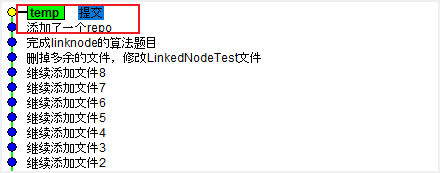 temp 提交
添加了一个repo
完成linknode的算法题目
删掉多余的文件，修改LinkedNodeTest文件
继续添加文件8
继续添加文件7
继续添加文件6
继续添加文件5
继续添加文件4
继续添加文件3
继续添加文件2